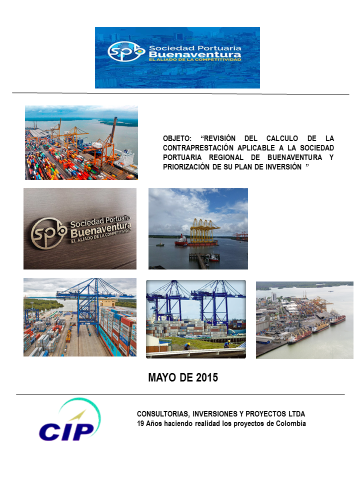 spb Sociedad Portuaria
Buenaventura
EL ALIADO DE LA COMPETITIVIDAD
OBJETO: “REVISIÓN DEL CALCULO DE LA
CONTRAPRESTACIÓN APLICABLE A LA SOCIEDAD
PORTUARIA REGIONAL DE BUENAVENTURA Y
PRIORIZACIÓN DE SU PLAN DE INVERSIÓN ”
spb Sociedad Portuaria
Buenaventura
EL ALIADO DE LA COMPETITIVIDAD
MAYO DE 2015
CIP
CONSULTORIAS, INVERSIONES Y PROYECTOS LTDA
19 Años haciendo realidad los proyectos de Colombia